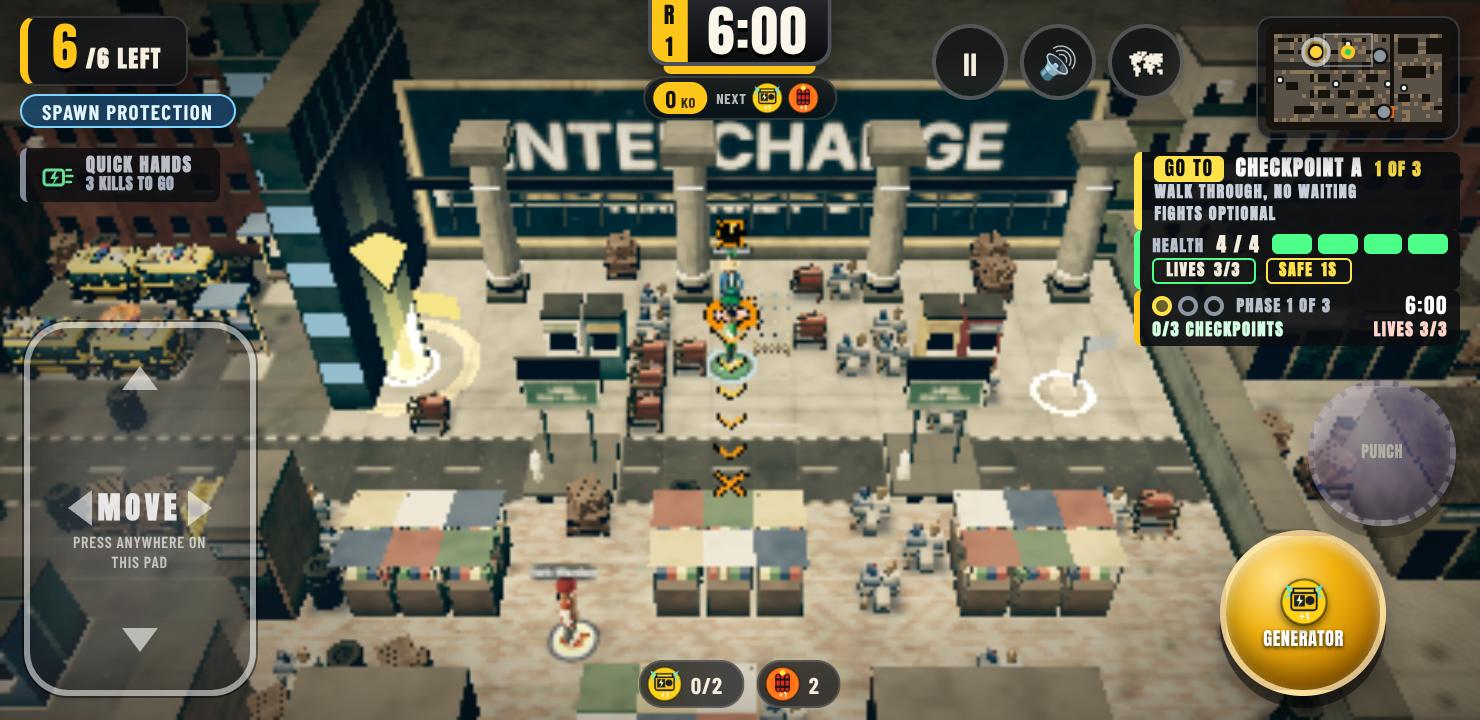 6 /6 LEFT
SPAWN PROTECTION
QUICK HANDS
3 KILLS TO GO
R
1
6:00
0 KO NEXT
GO TO CHECKPOINT A 1 OF 3
WALK THROUGH, NO WAITING
FIGHTS OPTIONAL
HEALTH 4 / 4
LIVES 3/3 SAFE 1S
PHASE 1 OF 3 6:00
0/3 CHECKPOINTS LIVES 3/3
INTERCHANGE
MOVE
PRESS ANYWHERE ON
THIS PAD
PUNCH
GENERATOR
0/2
2